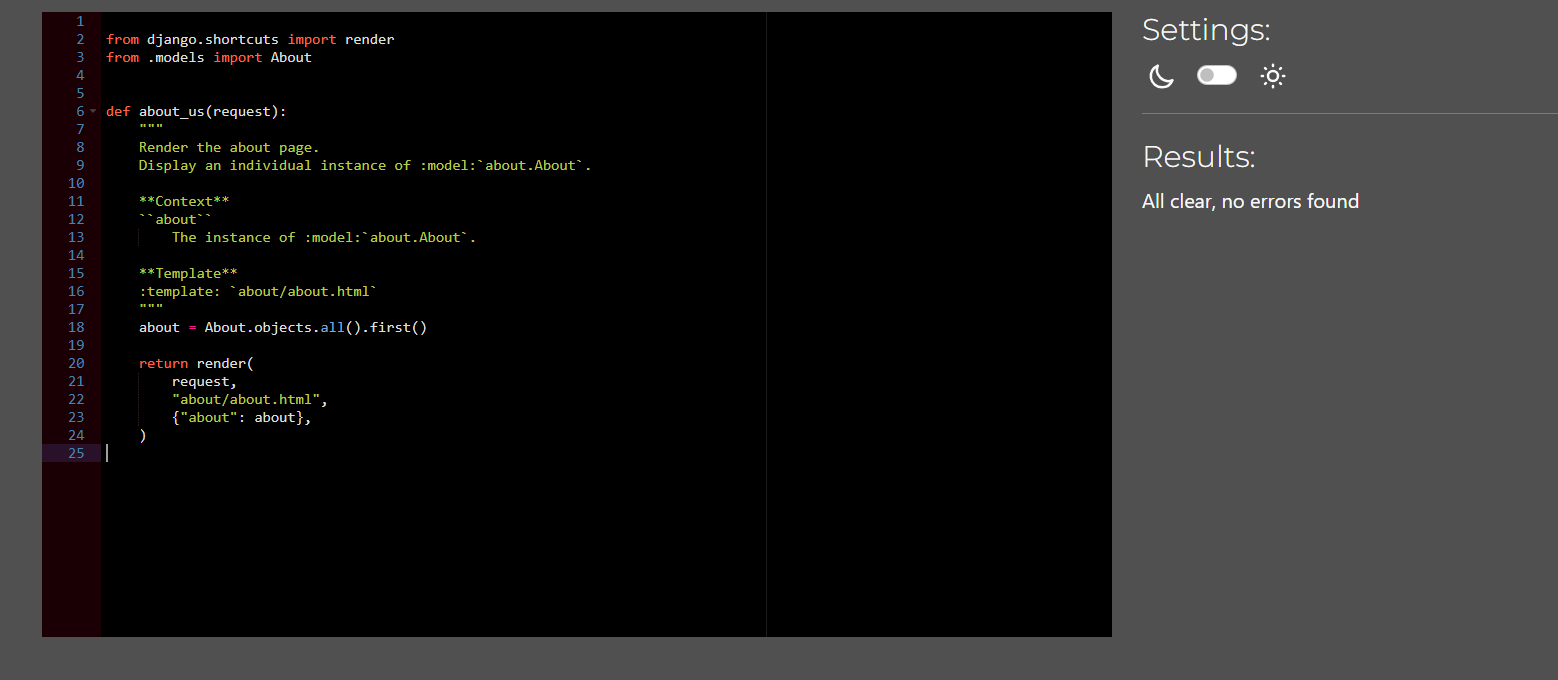 1
2 from django.shortcuts import render
3 from .models import About
4
5
6 def about_us(request):
7     """
8     Render the about page.
9     Display an individual instance of :model:`about.About`.
10
11     **Context**
12     ``about``
13         The instance of :model:`about.About`.
14
15     **Template**
16     :template: `about/about.html`
17     """
18     about = About.objects.all().first()
19
20     return render(
21         request,
22         "about/about.html",
23         {"about": about},
24     )
25
Settings:
Results:
All clear, no errors found